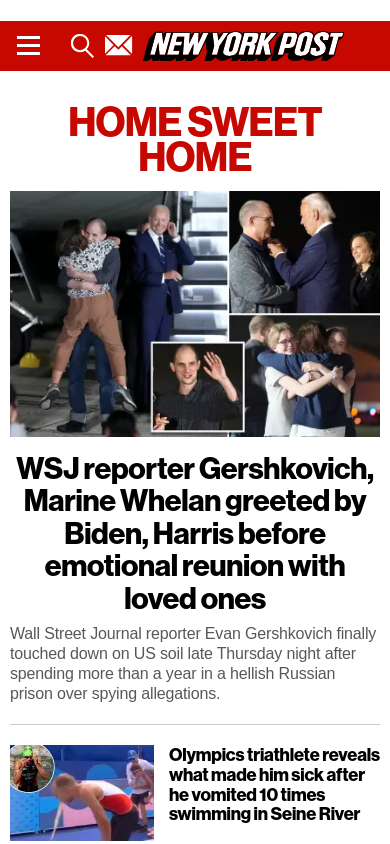 NEW YORK POST
HOME SWEET
HOME
WSJ reporter Gershkovich,
Marine Whelan greeted by
Biden, Harris before
emotional reunion with
loved ones
Wall Street Journal reporter Evan Gershkovich finally
touched down on US soil late Thursday night after
spending more than a year in a hellish Russian
prison over spying allegations.
Olympics triathlete reveals
what made him sick after
he vomited 10 times
swimming in Seine River